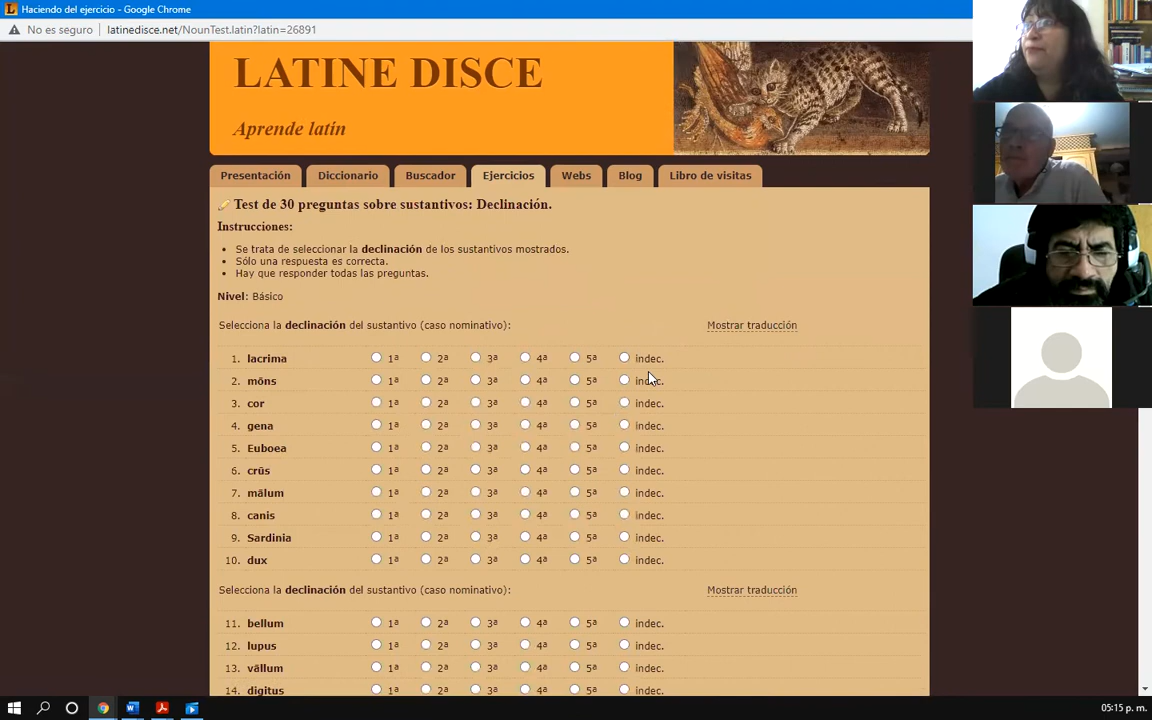 Haciendo del ejercicio - Google Chrome
No es seguro latinedisce.net/NounTest.latin?latin=26891
LATINE DISCE
Aprende latín
Presentación Diccionario Buscador Ejercicios Webs Blog Libro de visitas
Test de 30 preguntas sobre sustantivos: Declinación.
Instrucciones:
• Se trata de seleccionar la declinación de los sustantivos mostrados.
• Sólo una respuesta es correcta.
• Hay que responder todas las preguntas.
Nivel: Básico
Selecciona la declinación del sustantivo (caso nominativo): Mostrar traducción
1. lacrima 1ª 2ª 3ª 4ª 5ª indec.
2. mōns 1ª 2ª 3ª 4ª 5ª indec.
3. cor 1ª 2ª 3ª 4ª 5ª indec.
4. gena 1ª 2ª 3ª 4ª 5ª indec.
5. Euboea 1ª 2ª 3ª 4ª 5ª indec.
6. crūs 1ª 2ª 3ª 4ª 5ª indec.
7. mālum 1ª 2ª 3ª 4ª 5ª indec.
8. canis 1ª 2ª 3ª 4ª 5ª indec.
9. Sardinia 1ª 2ª 3ª 4ª 5ª indec.
10. dux 1ª 2ª 3ª 4ª 5ª indec.
Selecciona la declinación del sustantivo (caso nominativo): Mostrar traducción
11. bellum 1ª 2ª 3ª 4ª 5ª indec.
12. lupus 1ª 2ª 3ª 4ª 5ª indec.
13. vāllum 1ª 2ª 3ª 4ª 5ª indec.
14. digitus 1ª 2ª 3ª 4ª 5ª indec.
05:15 p. m.